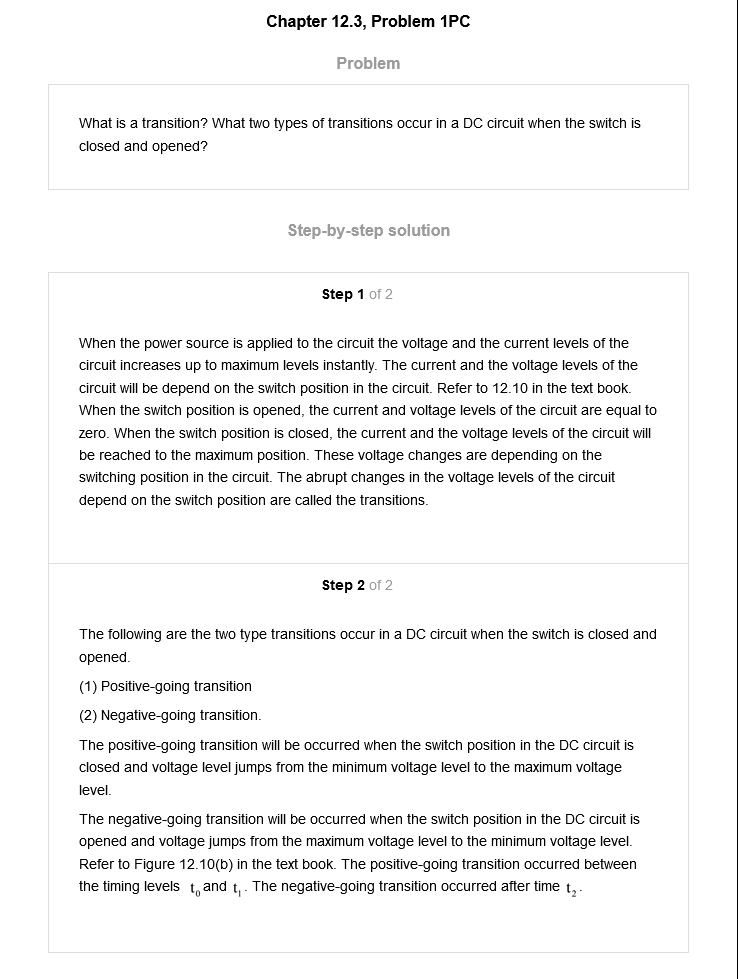 Chapter 12.3, Problem 1PC
Problem
What is a transition? What two types of transitions occur in a DC circuit when the switch is
closed and opened?
Step-by-step solution
Step 1 of 2
When the power source is applied to the circuit the voltage and the current levels of the
circuit increases up to maximum levels instantly. The current and the voltage levels of the
circuit will be depend on the switch position in the circuit. Refer to 12.10 in the text book.
When the switch position is opened, the current and voltage levels of the circuit are equal to
zero. When the switch position is closed, the current and the voltage levels of the circuit will
be reached to the maximum position. These voltage changes are depending on the
switching position in the circuit. The abrupt changes in the voltage levels of the circuit
depend on the switch position are called the transitions.
Step 2 of 2
The following are the two type transitions occur in a DC circuit when the switch is closed and
opened.
(1) Positive-going transition
(2) Negative-going transition.
The positive-going transition will be occurred when the switch position in the DC circuit is
closed and voltage level jumps from the minimum voltage level to the maximum voltage
level.
The negative-going transition will be occurred when the switch position in the DC circuit is
opened and voltage jumps from the maximum voltage level to the minimum voltage level.
Refer to Figure 12.10(b) in the text book. The positive-going transition occurred between
the timing levels t₀ and t₁. The negative-going transition occurred after time t₂.